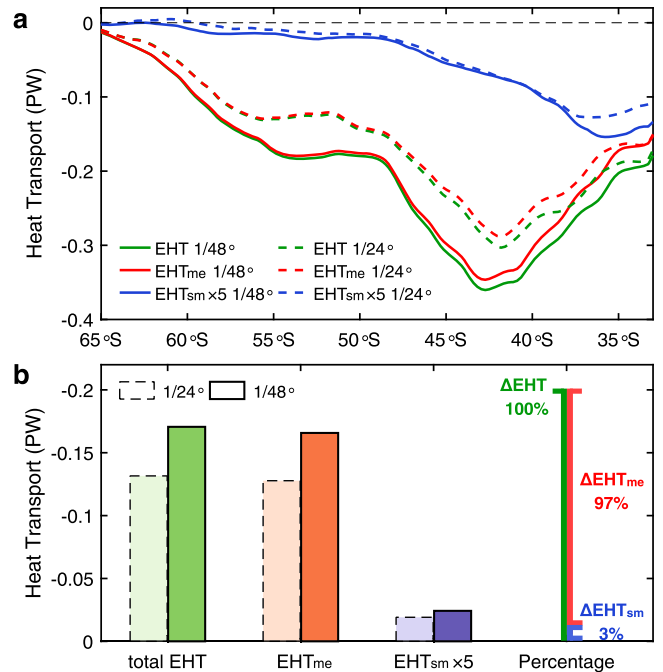 a
0
-0.1
-0.2
-0.3
-0.4
Heat Transport (PW)
EHT 1/48° EHT 1/24°
EHTme 1/48° EHTme 1/24°
EHTsm×5 1/48° EHTsm×5 1/24°
65°S 60°S 55°S 50°S 45°S 40°S 35°S
b
-0.2
-0.15
-0.1
-0.05
0
Heat Transport (PW)
1/24° 1/48°
ΔEHT
100%
ΔEHTme
97%
ΔEHTsm
3%
total EHT EHTme EHTsm×5 Percentage